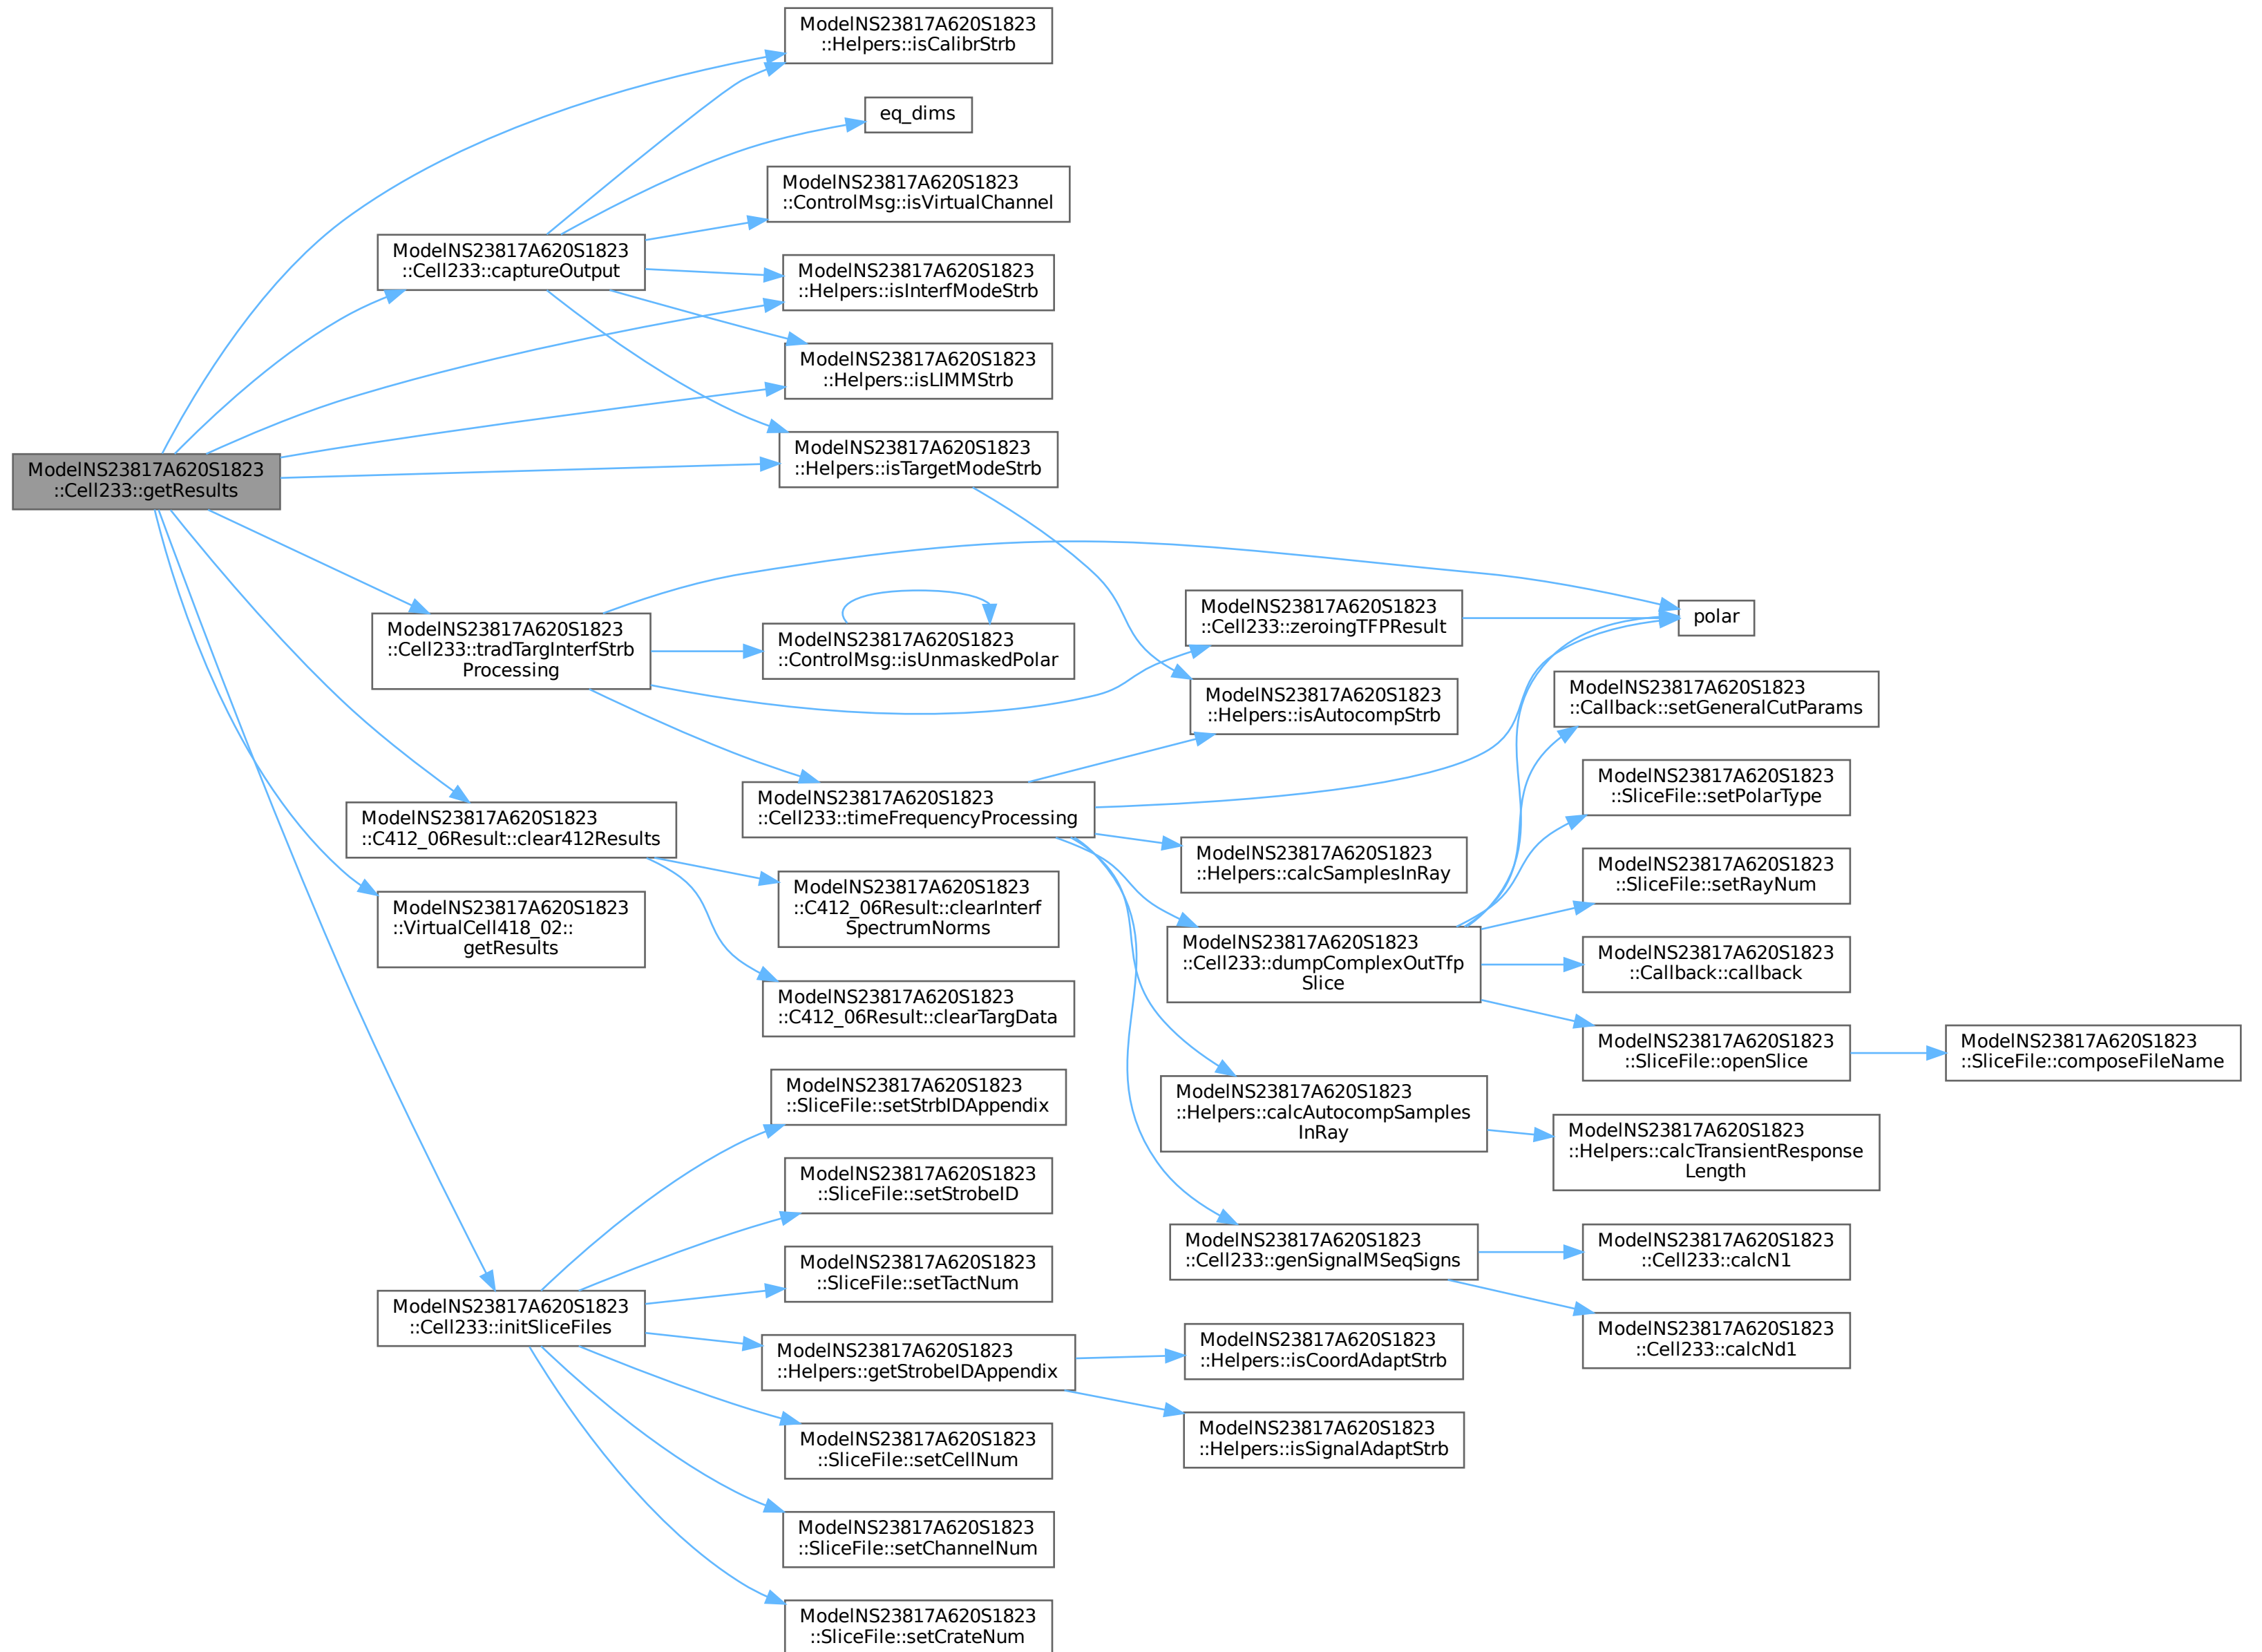 ModelNS23817A620S1823
::Helpers::isCalibrStrb
eq_dims
ModelNS23817A620S1823
::ControlMsg::isVirtualChannel
ModelNS23817A620S1823
::Cell233::captureOutput
ModelNS23817A620S1823
::Helpers::isInterfModeStrb
ModelNS23817A620S1823
::Helpers::isLIMMStrb
ModelNS23817A620S1823
::Helpers::isTargetModeStrb
ModelNS23817A620S1823
::Cell233::getResults
ModelNS23817A620S1823
::Cell233::tradTargInterfStrb
Processing
ModelNS23817A620S1823
::ControlMsg::isUnmaskedPolar
ModelNS23817A620S1823
::Cell233::zeroingTFPResult
polar
ModelNS23817A620S1823
::Helpers::isAutocompStrb
ModelNS23817A620S1823
::Callback::setGeneralCutParams
ModelNS23817A620S1823
::SliceFile::setPolarType
ModelNS23817A620S1823
::Cell233::timeFrequencyProcessing
ModelNS23817A620S1823
::C412_06Result::clear412Results
ModelNS23817A620S1823
::Helpers::calcSamplesInRay
ModelNS23817A620S1823
::SliceFile::setRayNum
ModelNS23817A620S1823
::C412_06Result::clearInterf
SpectrumNorms
ModelNS23817A620S1823
::VirtualCell418_02::
getResults
ModelNS23817A620S1823
::Cell233::dumpComplexOutTfp
Slice
ModelNS23817A620S1823
::Callback::callback
ModelNS23817A620S1823
::C412_06Result::clearTargData
ModelNS23817A620S1823
::SliceFile::openSlice
ModelNS23817A620S1823
::SliceFile::composeFileName
ModelNS23817A620S1823
::SliceFile::setStrbIDAppendix
ModelNS23817A620S1823
::Helpers::calcAutocompSamples
InRay
ModelNS23817A620S1823
::Helpers::calcTransientResponse
Length
ModelNS23817A620S1823
::SliceFile::setStrobeID
ModelNS23817A620S1823
::Cell233::genSignalMSeqSigns
ModelNS23817A620S1823
::Cell233::calcN1
ModelNS23817A620S1823
::SliceFile::setTactNum
ModelNS23817A620S1823
::Cell233::initSliceFiles
ModelNS23817A620S1823
::Cell233::calcNd1
ModelNS23817A620S1823
::Helpers::getStrobeIDAppendix
ModelNS23817A620S1823
::Helpers::isCoordAdaptStrb
ModelNS23817A620S1823
::Helpers::isSignalAdaptStrb
ModelNS23817A620S1823
::SliceFile::setCellNum
ModelNS23817A620S1823
::SliceFile::setChannelNum
ModelNS23817A620S1823
::SliceFile::setCrateNum